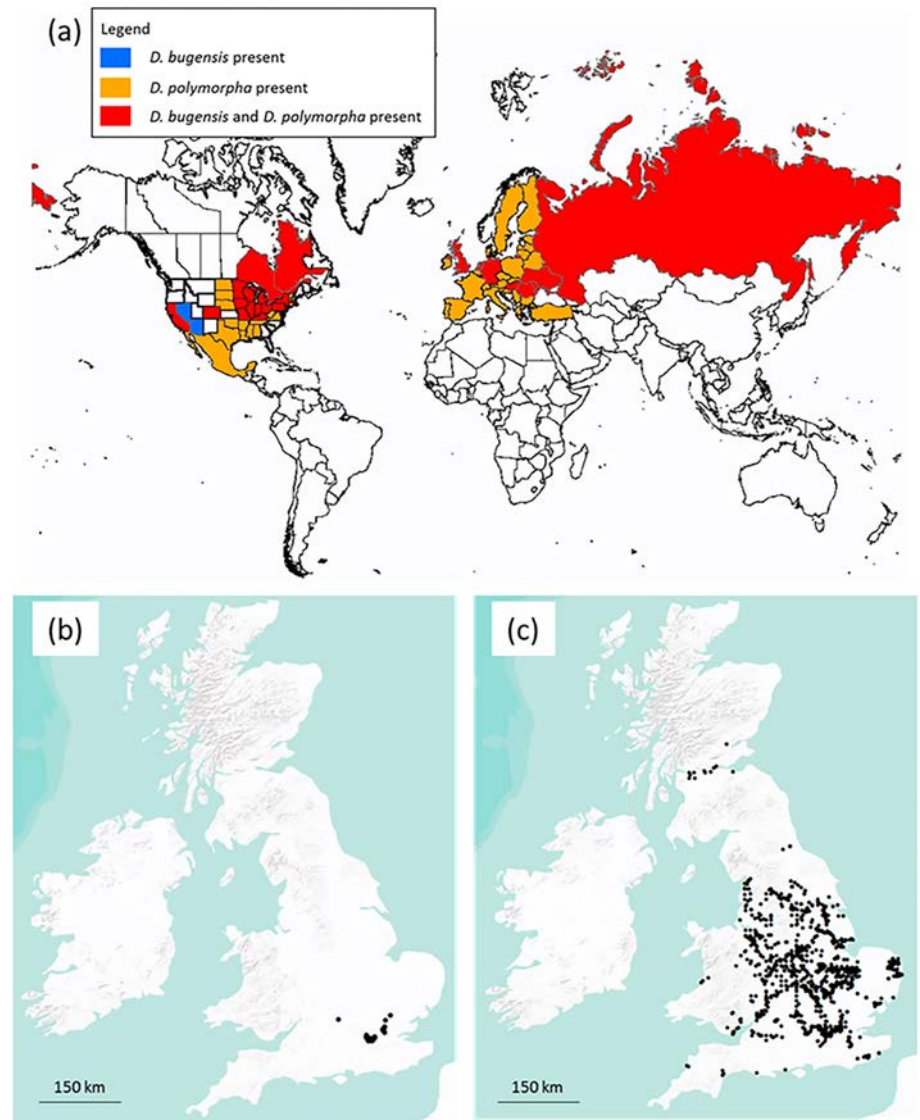 (a)
Legend
D. bugensis present
D. polymorpha present
D. bugensis and D. polymorpha present
(b)
(c)
150 km
150 km